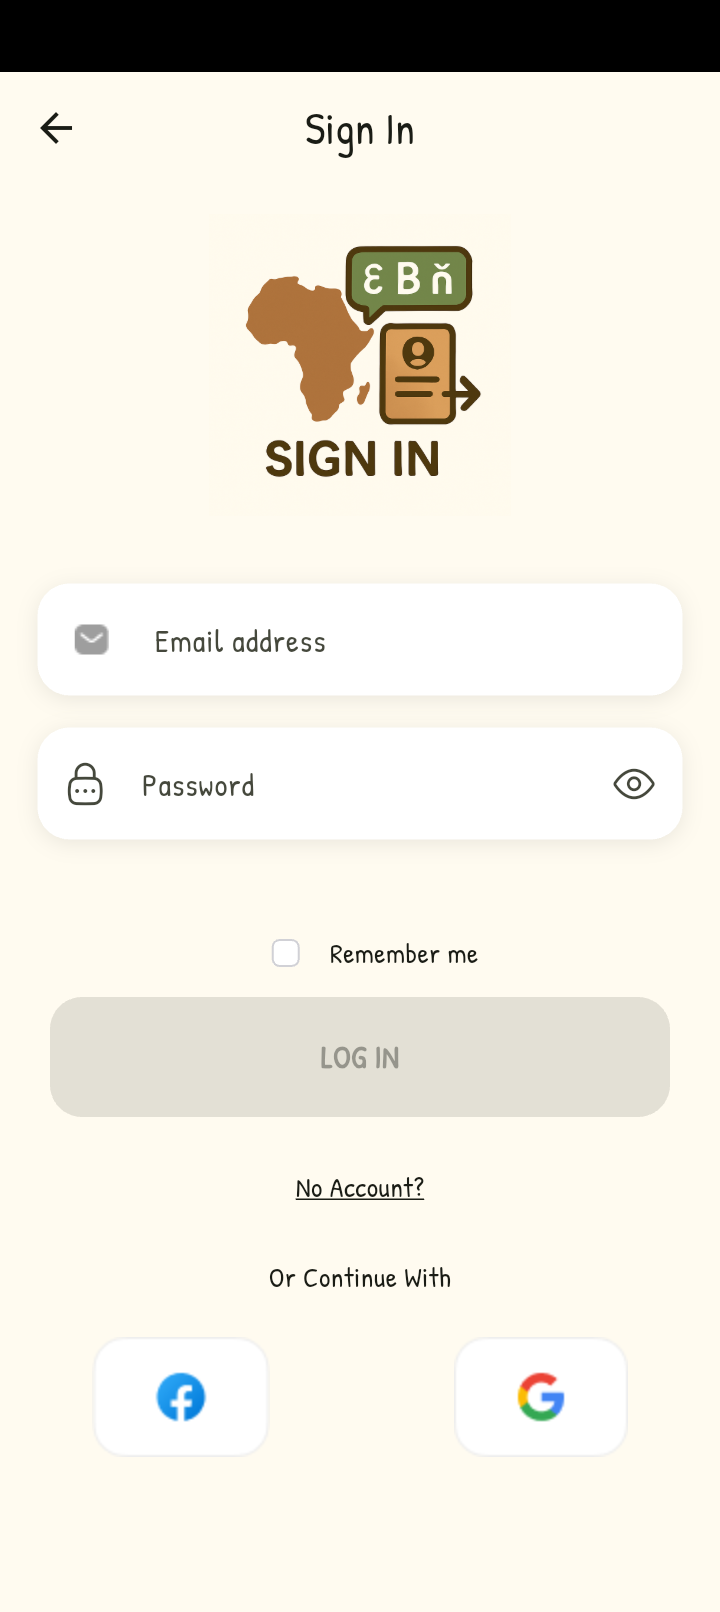 Sign In
Ɛ B ň
SIGN IN
Email address
Password
Remember me
LOG IN
No Account?
Or Continue With